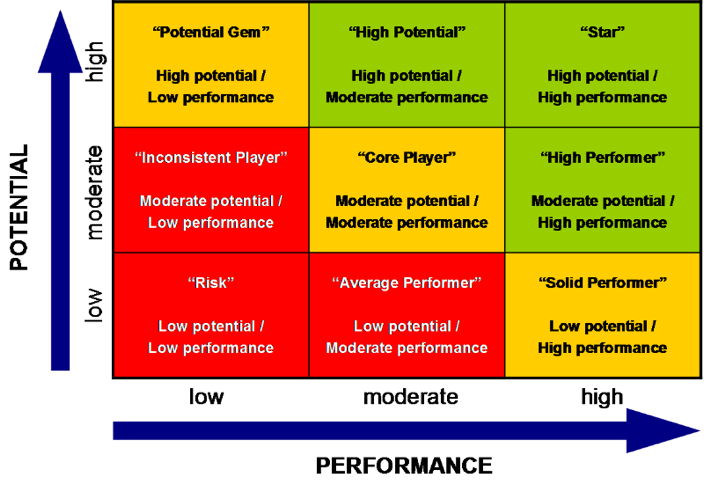 POTENTIAL
high
moderate
low
“Potential Gem”
High potential /
Low performance
“High Potential”
High potential /
Moderate performance
“Star”
High potential /
High performance
“Inconsistent Player”
Moderate potential /
Low performance
“Core Player”
Moderate potential /
Moderate performance
“High Performer”
Moderate potential /
High performance
“Risk”
Low potential /
Low performance
“Average Performer”
Low potential /
Moderate performance
“Solid Performer”
Low potential /
High performance
low
moderate
high
PERFORMANCE